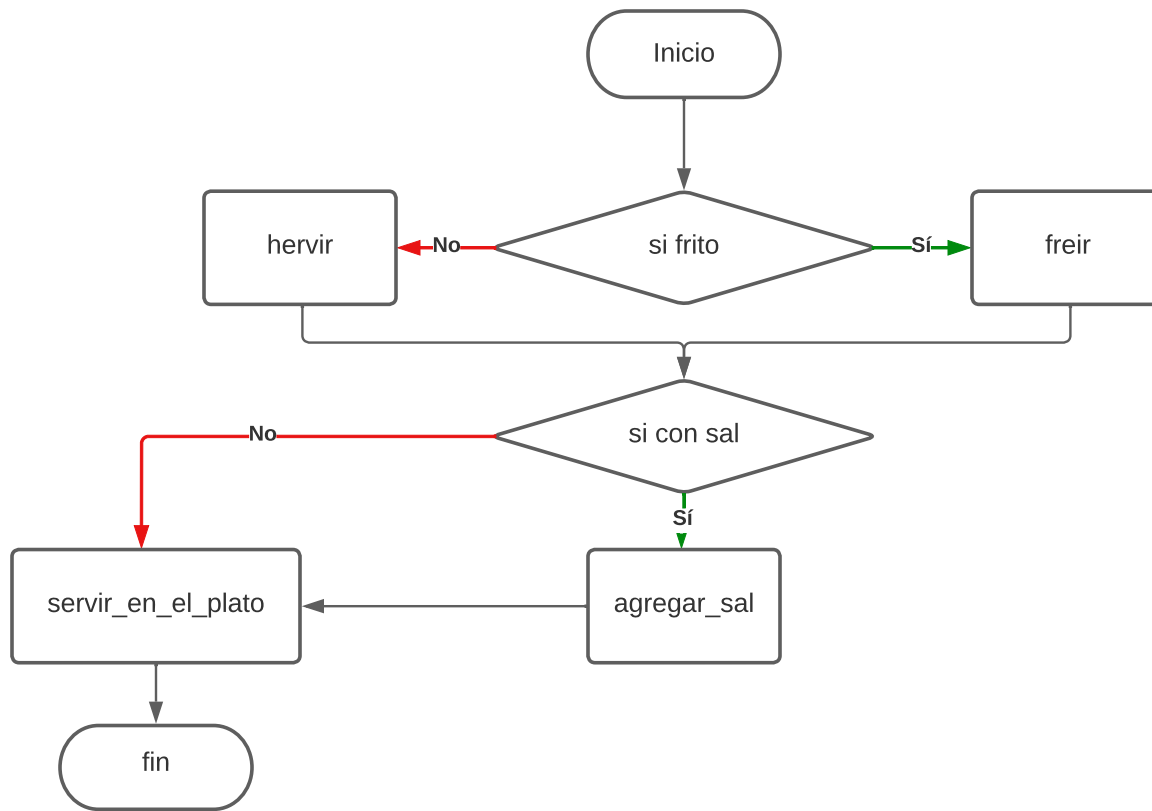 Inicio
hervir
No
si frito
Sí
freir
No
si con sal
Sí
servir_en_el_plato
agregar_sal
fin